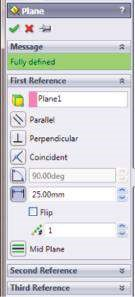 Plane
?
Message
Fully defined
First Reference
Plane1
Parallel
Perpendicular
Coincident
90.00deg
25.00mm
Flip
1
Mid Plane
Second Reference
Third Reference